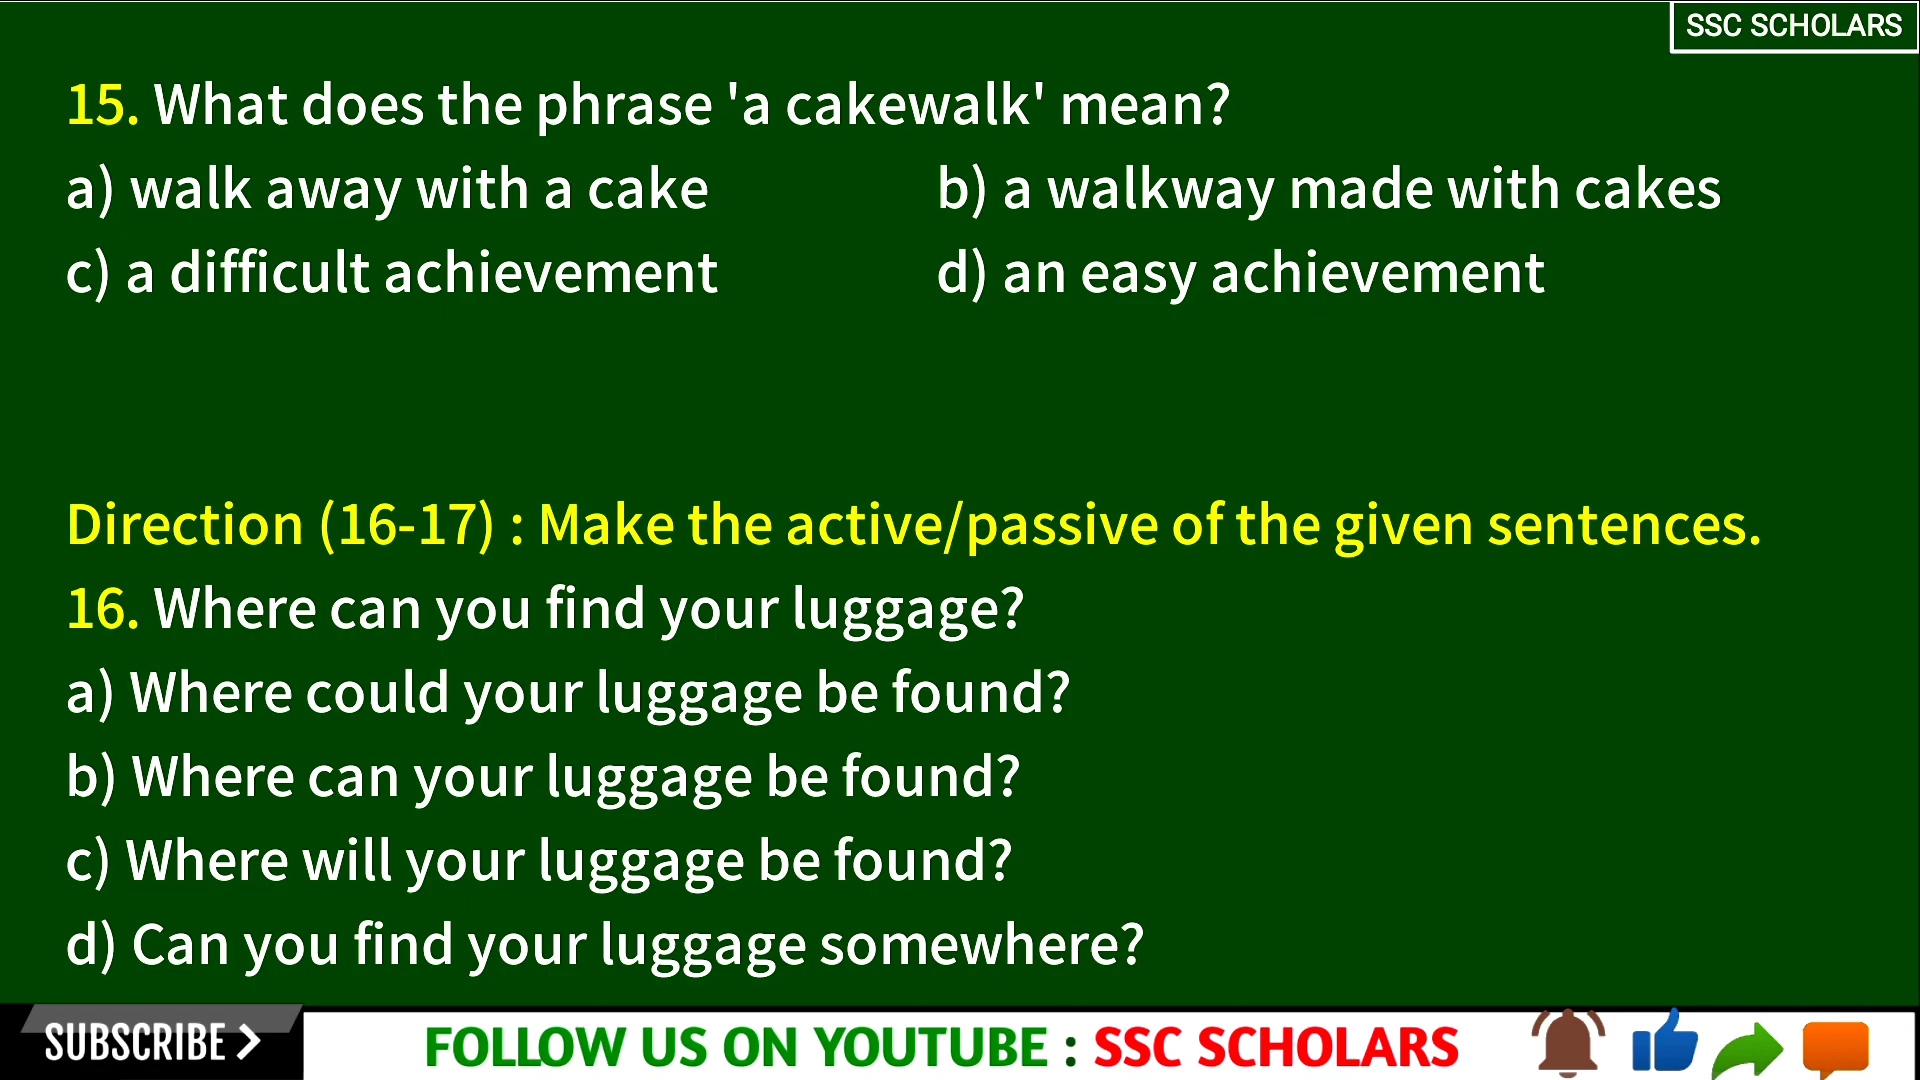 SSC SCHOLARS
15. What does the phrase 'a cakewalk' mean?
a) walk away with a cake b) a walkway made with cakes
c) a difficult achievement d) an easy achievement
Direction (16-17) : Make the active/passive of the given sentences.
16. Where can you find your luggage?
a) Where could your luggage be found?
b) Where can your luggage be found?
c) Where will your luggage be found?
d) Can you find your luggage somewhere?
SUBSCRIBE FOLLOW US ON YOUTUBE : SSC SCHOLARS